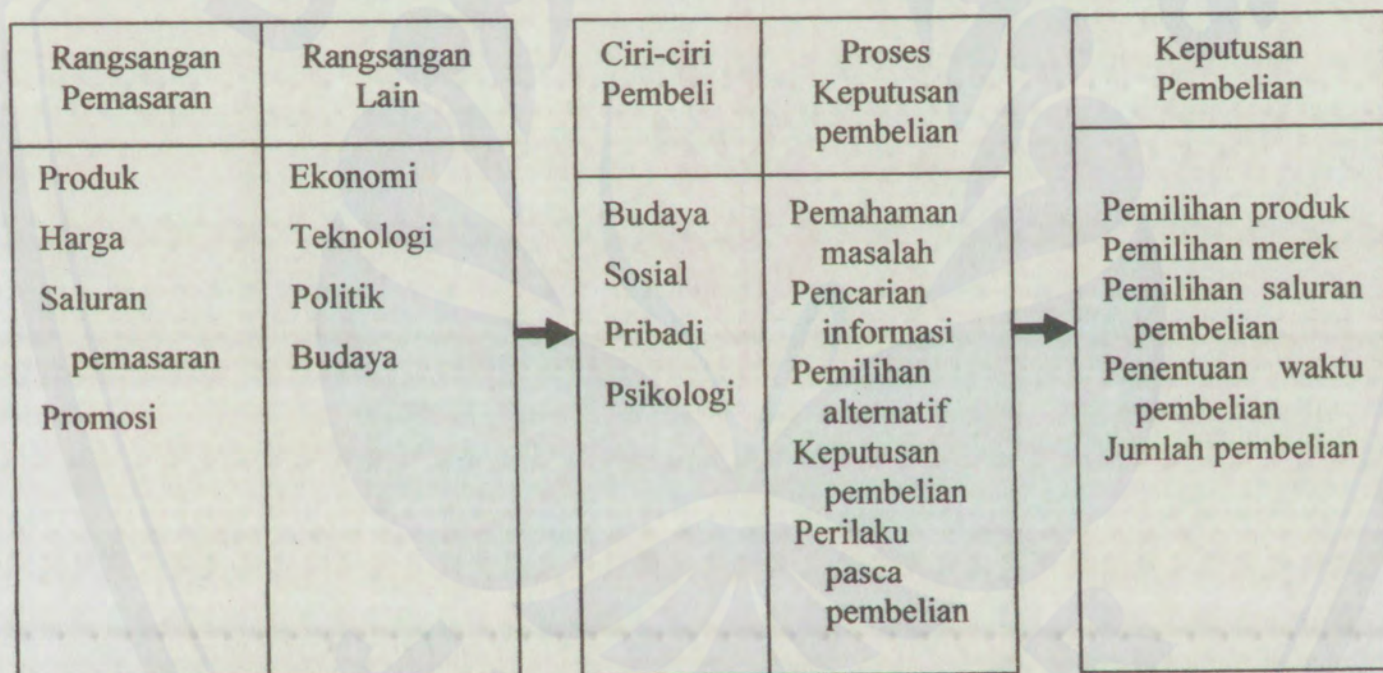 Rangsangan
Pemasaran
Produk
Harga
Saluran
pemasaran
Promosi
Rangsangan
Lain
Ekonomi
Teknologi
Politik
Budaya
Ciri-ciri
Pembeli
Budaya
Sosial
Pribadi
Psikologi
Proses
Keputusan
pembelian
Pemahaman
masalah
Pencarian
informasi
Pemilihan
alternatif
Keputusan
pembelian
Perilaku
pasca
pembelian
Keputusan
Pembelian
Pemilihan produk
Pemilihan merek
Pemilihan saluran
pembelian
Penentuan waktu
pembelian
Jumlah pembelian